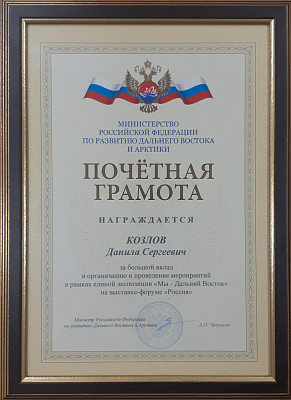 МИНИСТЕРСТВО
РОССИЙСКОЙ ФЕДЕРАЦИИ
ПО РАЗВИТИЮ ДАЛЬНЕГО ВОСТОКА
И АРКТИКИ
ПОЧЁТНАЯ
ГРАМОТА
НАГРАЖДАЕТСЯ
КОЗЛОВ
Данила Сергеевич
за большой вклад
в организацию и проведение мероприятий
в рамках единой экспозиции «Мы - Дальний Восток»
на выставке-форуме «Россия»
Министр Российской Федерации
по развитию Дальнего Востока и Арктики
А.О. Чекунков